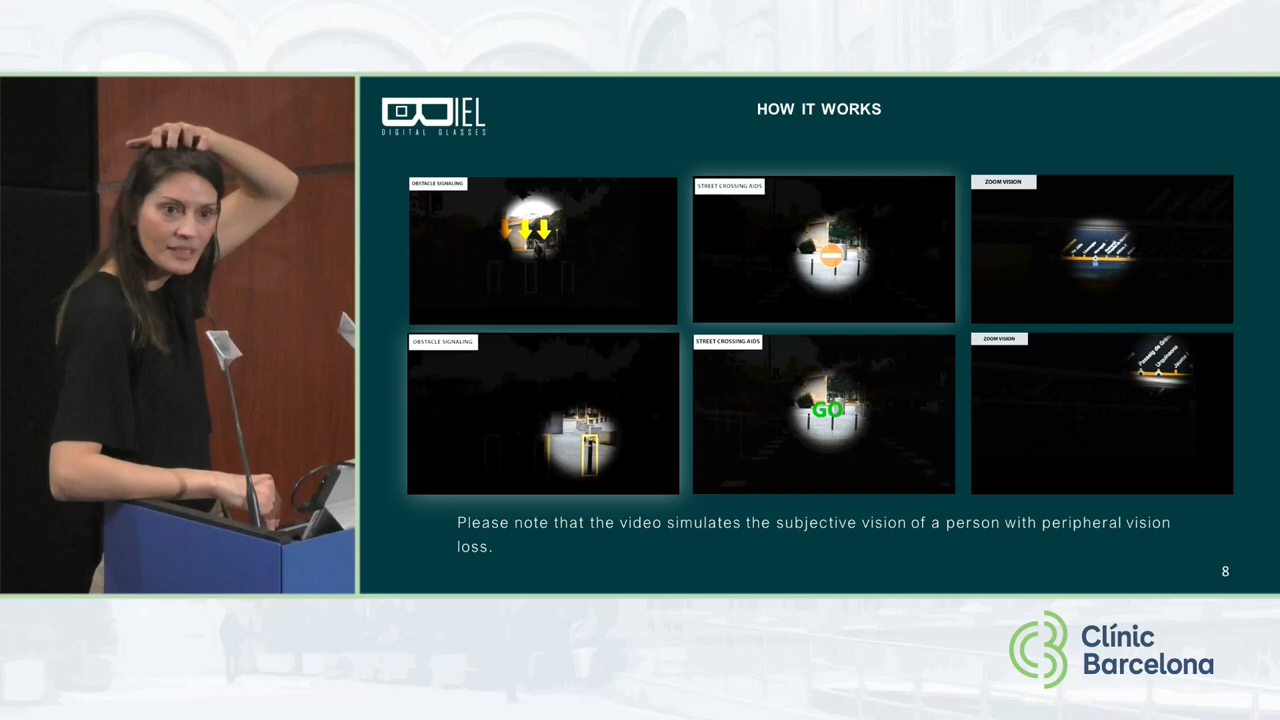 IEL
DIGITAL GLASSES
HOW IT WORKS
OBSTACLE SIGNALING
STREET CROSSING AIDS
ZOOM VISION
OBSTACLE SIGNALING
STREET CROSSING AIDS
GO
ZOOM VISION
Urquinaona
Please note that the video simulates the subjective vision of a person with peripheral vision
loss.
8
Clínic
Barcelona